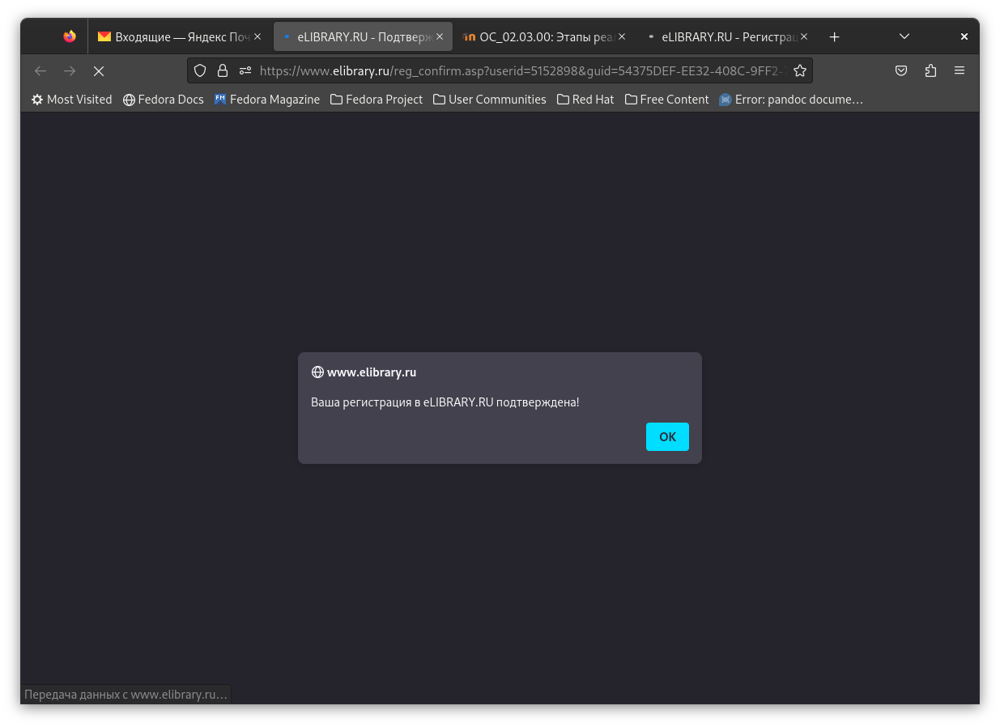 Входящие — Яндекс Поч
eLIBRARY.RU - Подтверж
ОС_02.03.00: Этапы реа
eLIBRARY.RU - Регистрац
https://www.elibrary.ru/reg_confirm.asp?userid=5152898&guid=54375DEF-EE32-408C-9FF2-
Most Visited
Fedora Docs
Fedora Magazine
Fedora Project
User Communities
Red Hat
Free Content
Error: pandoc docume…
www.elibrary.ru
Ваша регистрация в eLIBRARY.RU подтверждена!
OK
Передача данных с www.elibrary.ru…